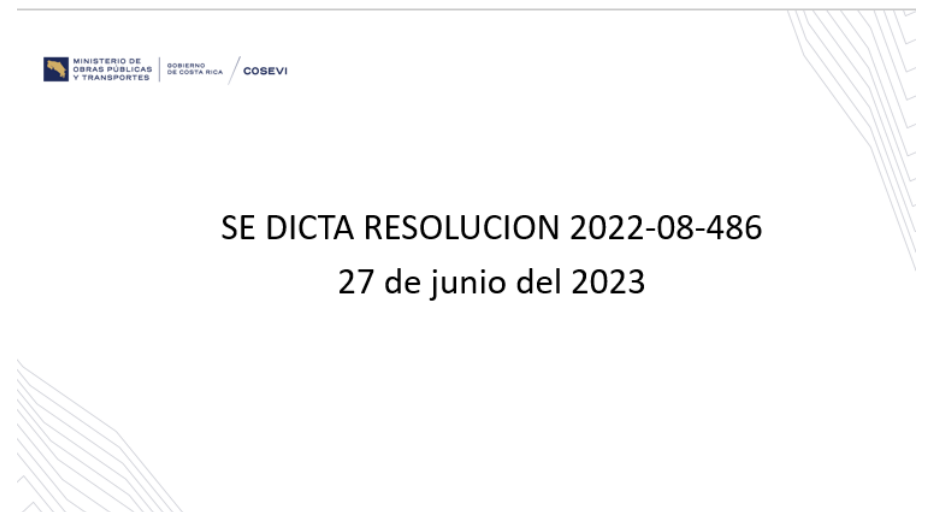 MINISTERIO DE
OBRAS PÚBLICAS
Y TRANSPORTES
GOBIERNO
DE COSTA RICA
COSEVI
SE DICTA RESOLUCION 2022-08-486
27 de junio del 2023